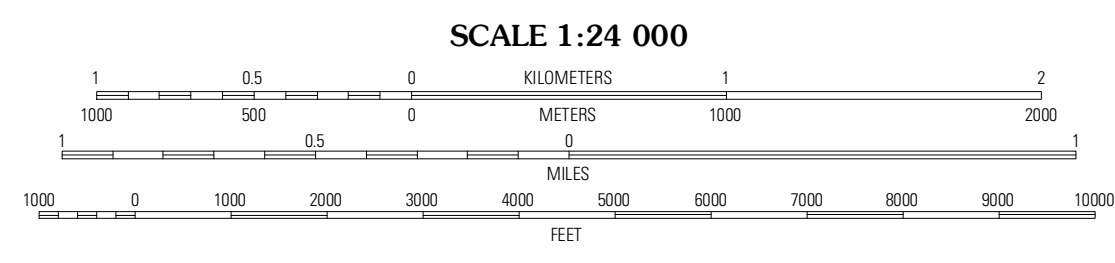 SCALE 1:24 000
1 0.5 0 KILOMETERS 1 2
1000 500 0 METERS 1000 2000
1 0.5 0 1
MILES
1000 0 1000 2000 3000 4000 5000 6000 7000 8000 9000 10000
FEET